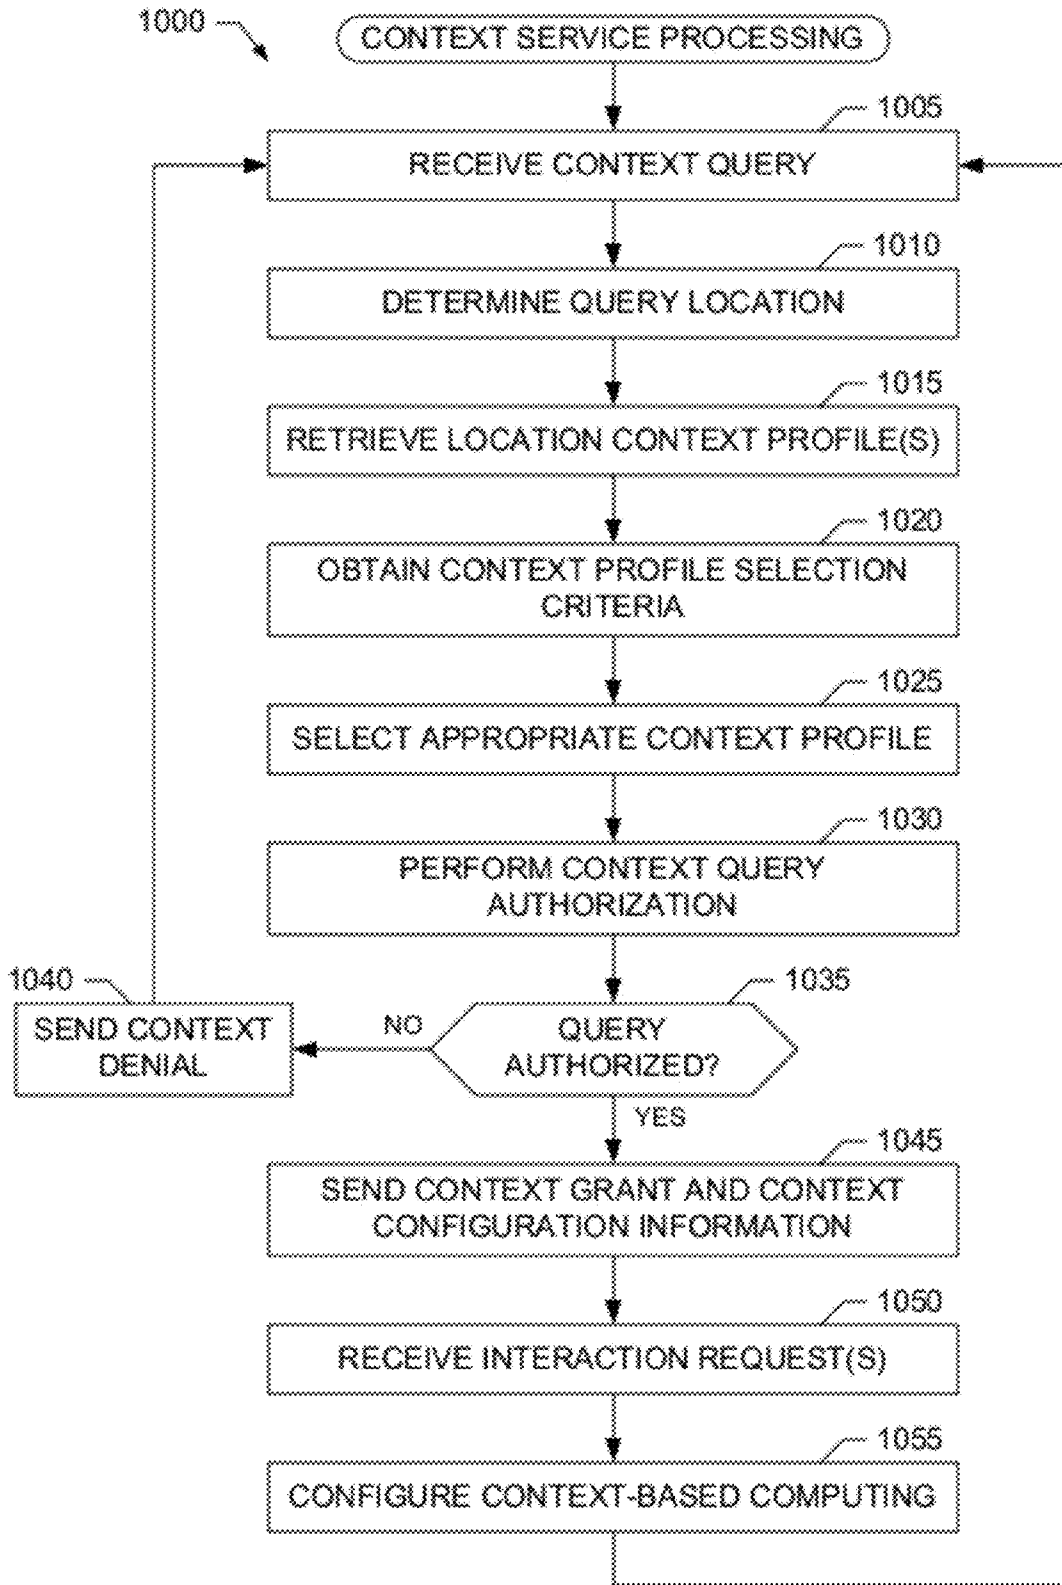 1000
CONTEXT SERVICE PROCESSING
1005
RECEIVE CONTEXT QUERY
1010
DETERMINE QUERY LOCATION
1015
RETRIEVE LOCATION CONTEXT PROFILE(S)
1020
OBTAIN CONTEXT PROFILE SELECTION
CRITERIA
1025
SELECT APPROPRIATE CONTEXT PROFILE
1030
PERFORM CONTEXT QUERY
AUTHORIZATION
1040
SEND CONTEXT
DENIAL
NO
1035
QUERY
AUTHORIZED?
YES
1045
SEND CONTEXT GRANT AND CONTEXT
CONFIGURATION INFORMATION
1050
RECEIVE INTERACTION REQUEST(S)
1055
CONFIGURE CONTEXT-BASED COMPUTING